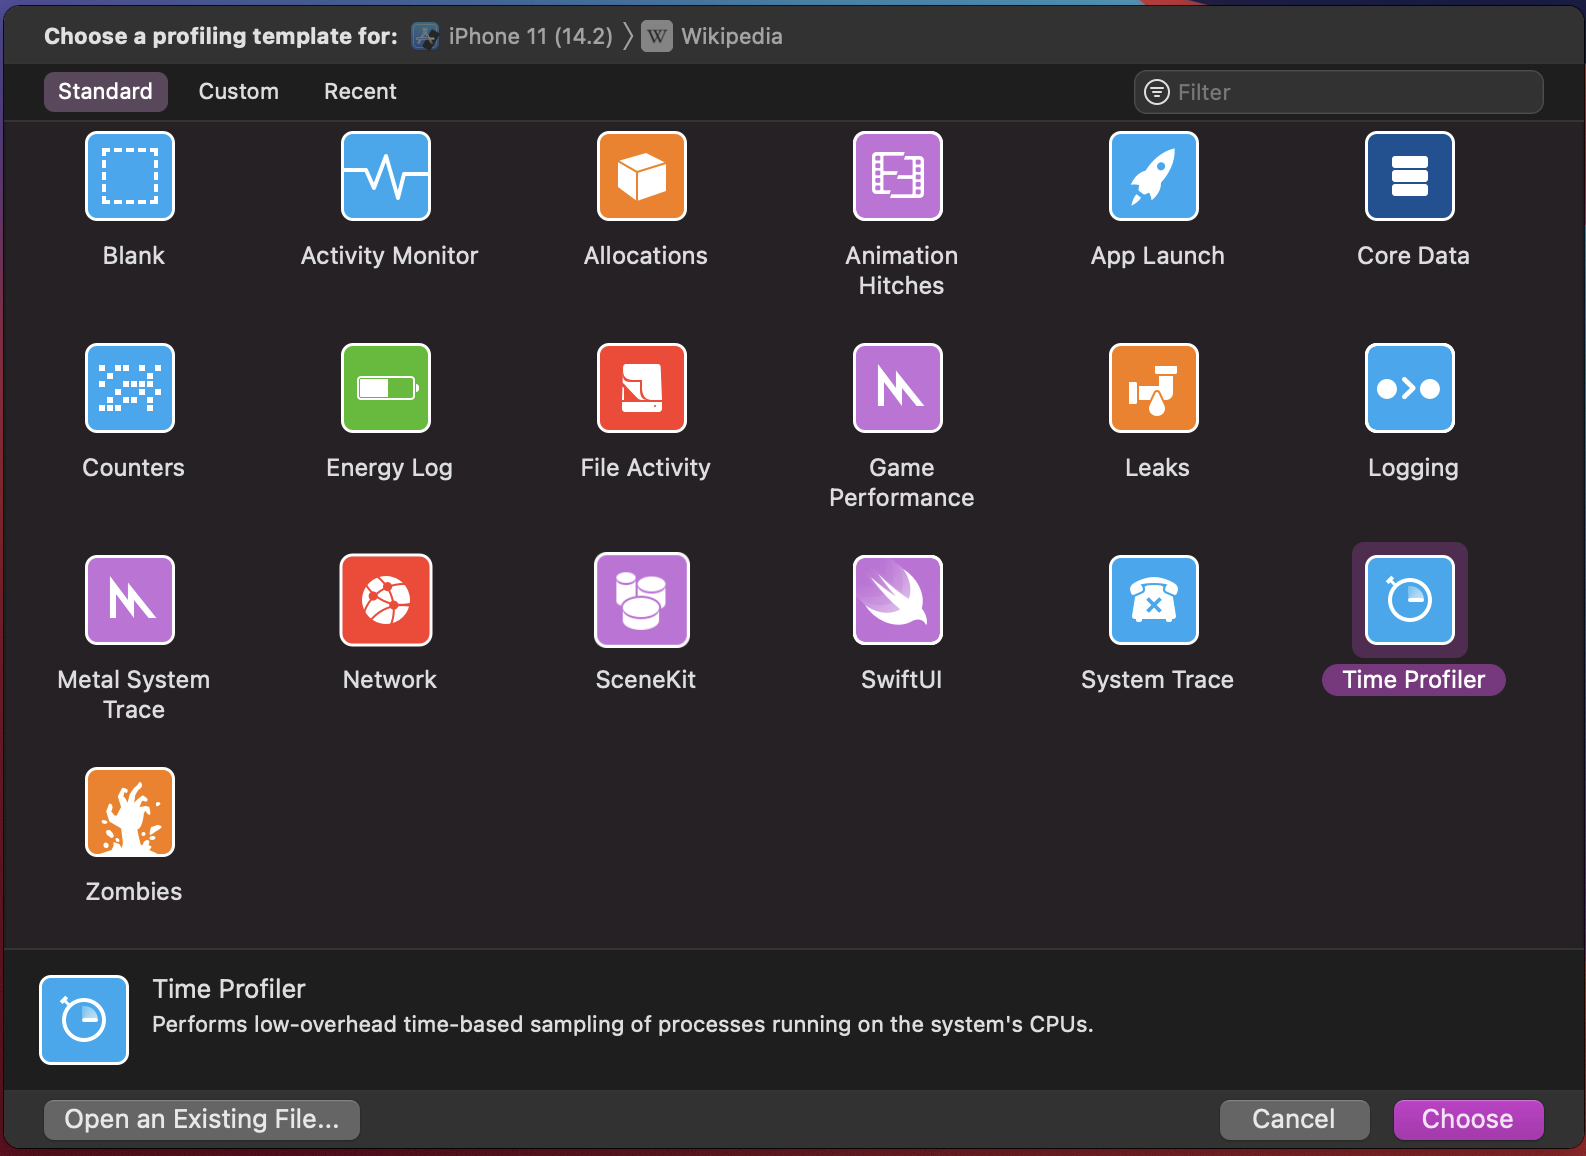 Choose a profiling template for: iPhone 11 (14.2) W Wikipedia
Standard Custom Recent Filter
Blank Activity Monitor Allocations Animation Hitches App Launch Core Data
Counters Energy Log File Activity Game Performance Leaks Logging
Metal System Trace Network SceneKit SwiftUI System Trace Time Profiler
Zombies
Time Profiler
Performs low-overhead time-based sampling of processes running on the system's CPUs.
Open an Existing File... Cancel Choose